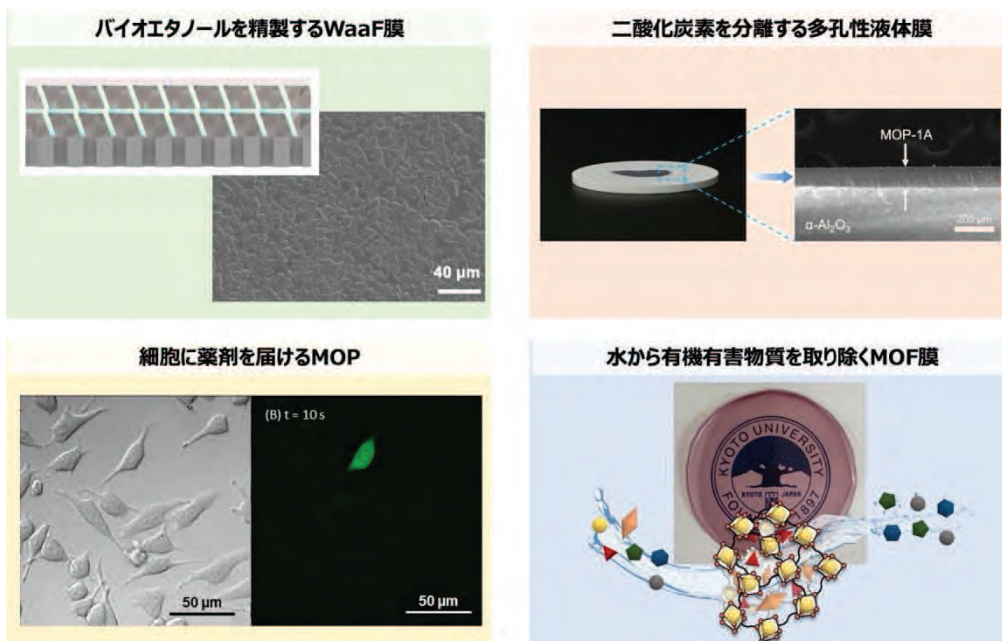 バイオエタノールを精製するWaaF膜
40 µm
二酸化炭素を分離する多孔性液体膜
MOP-1A
α-Al₂O₃
200 µm
細胞に薬剤を届けるMOP
50 µm
(B) t = 10 s
50 µm
水から有機有害物質を取り除くMOF膜
KYOTO UNIVERSITY
KYOTO JAPAN
1897